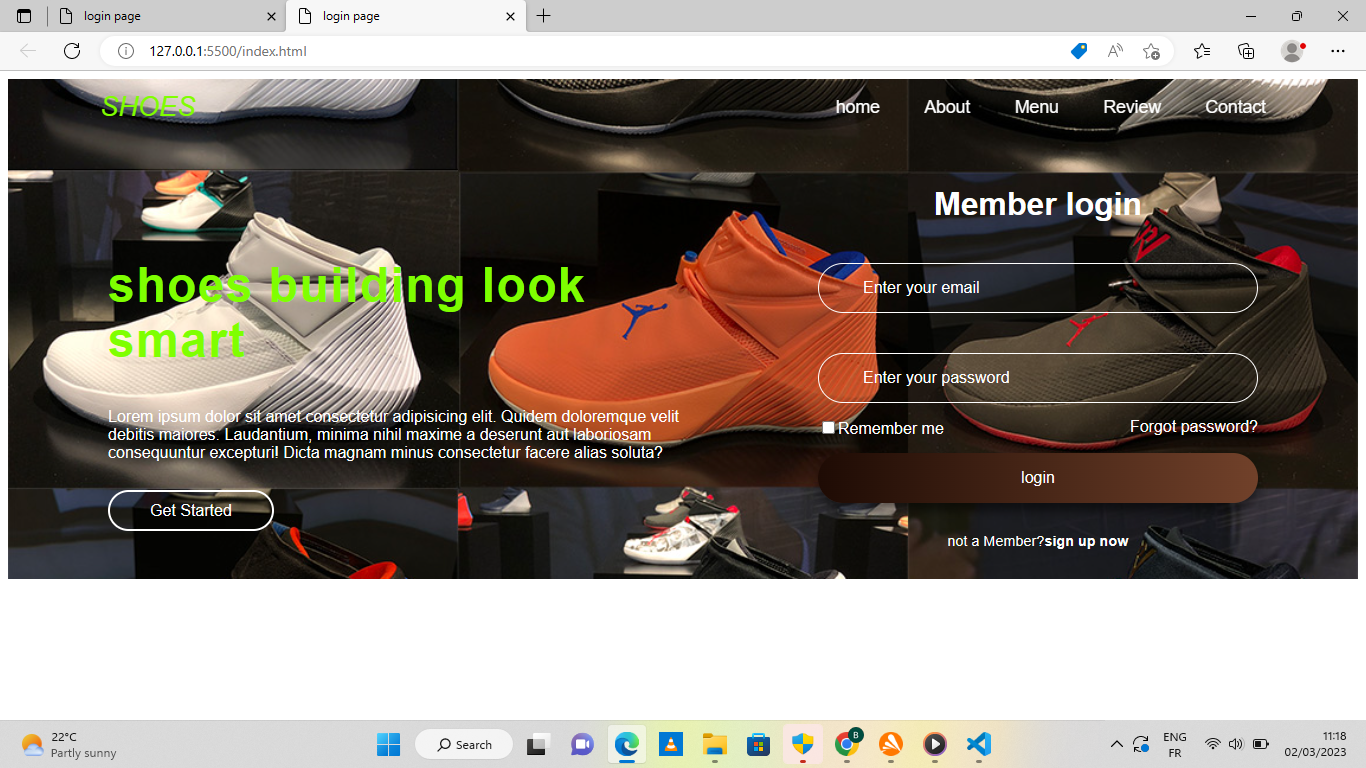 login page
login page
127.0.0.1:5500/index.html
SHOES
home
About
Menu
Review
Contact
Member login
shoes building look
smart
Enter your email
Enter your password
Lorem ipsum dolor sit amet consectetur adipisicing elit. Quidem doloremque velit
debitis maiores. Laudantium, minima nihil maxime a deserunt aut laboriosam
consequuntur excepturi! Dicta magnam minus consectetur facere alias soluta?
Remember me
Forgot password?
login
Get Started
not a Member?sign up now
22°C
Partly sunny
Search
B
ENG
FR
11:18
02/03/2023